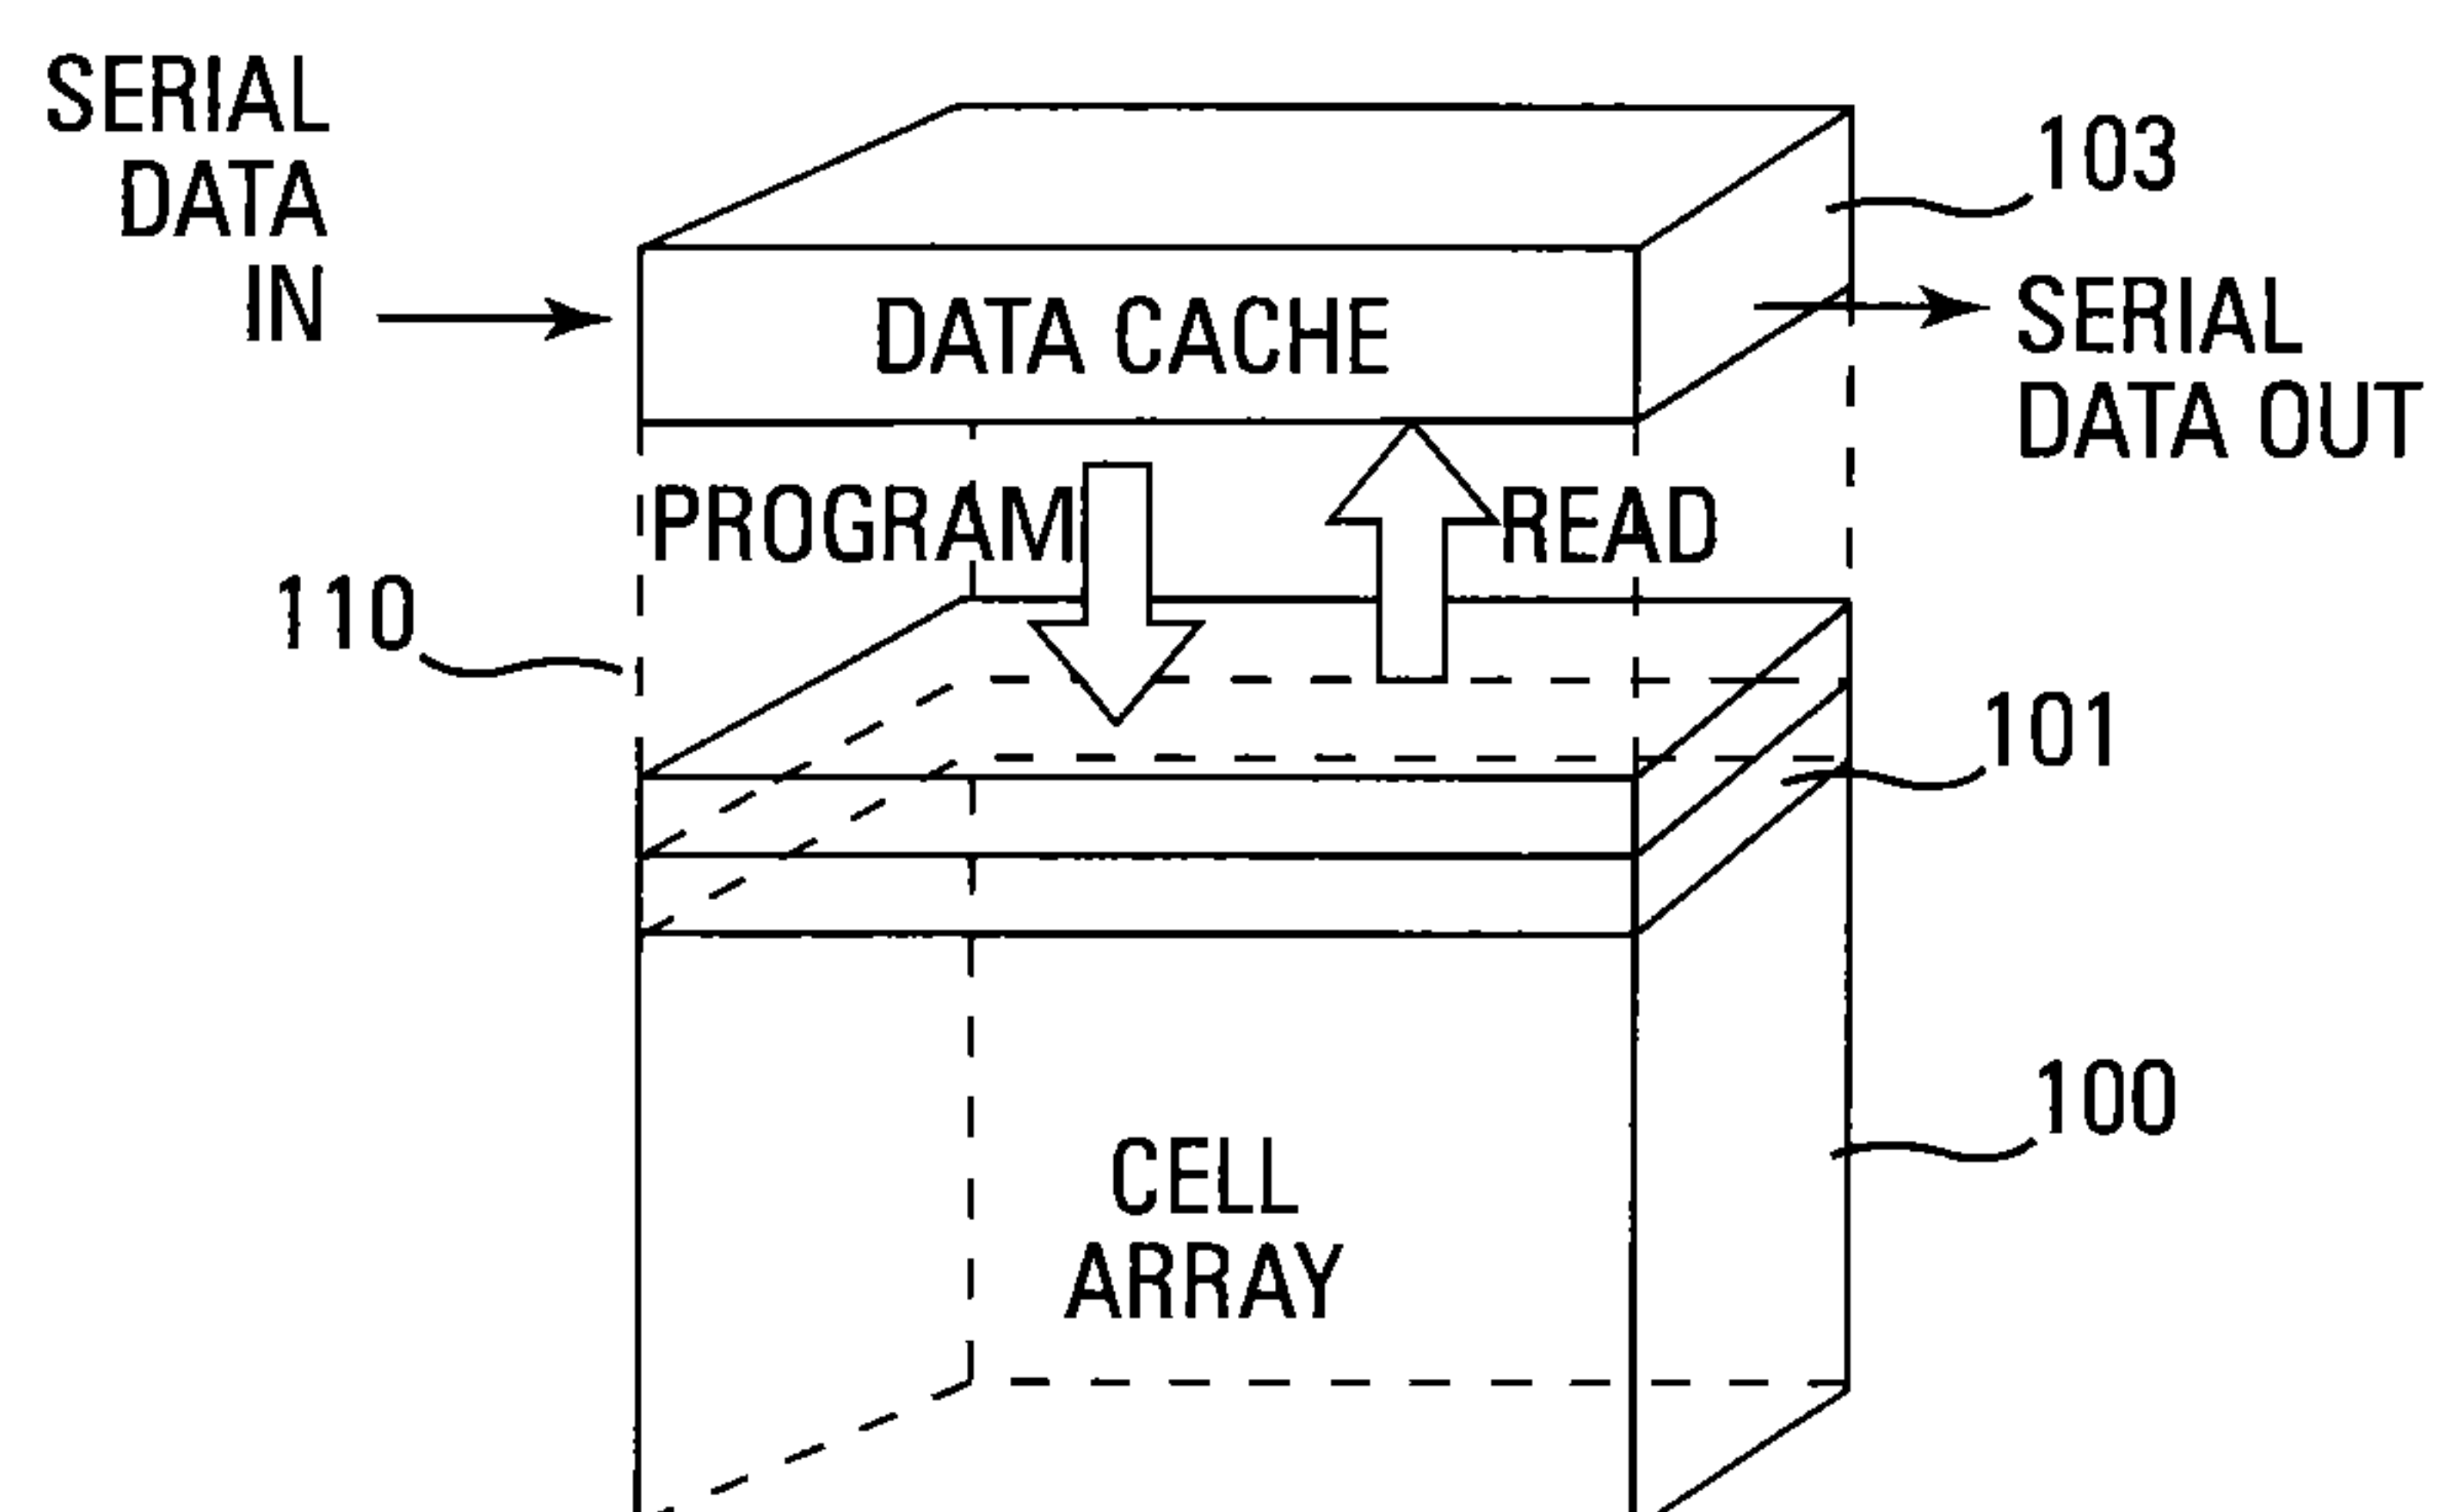 SERIAL
DATA
IN
103
DATA CACHE
SERIAL
DATA OUT
PROGRAM
READ
110
101
100
CELL
ARRAY